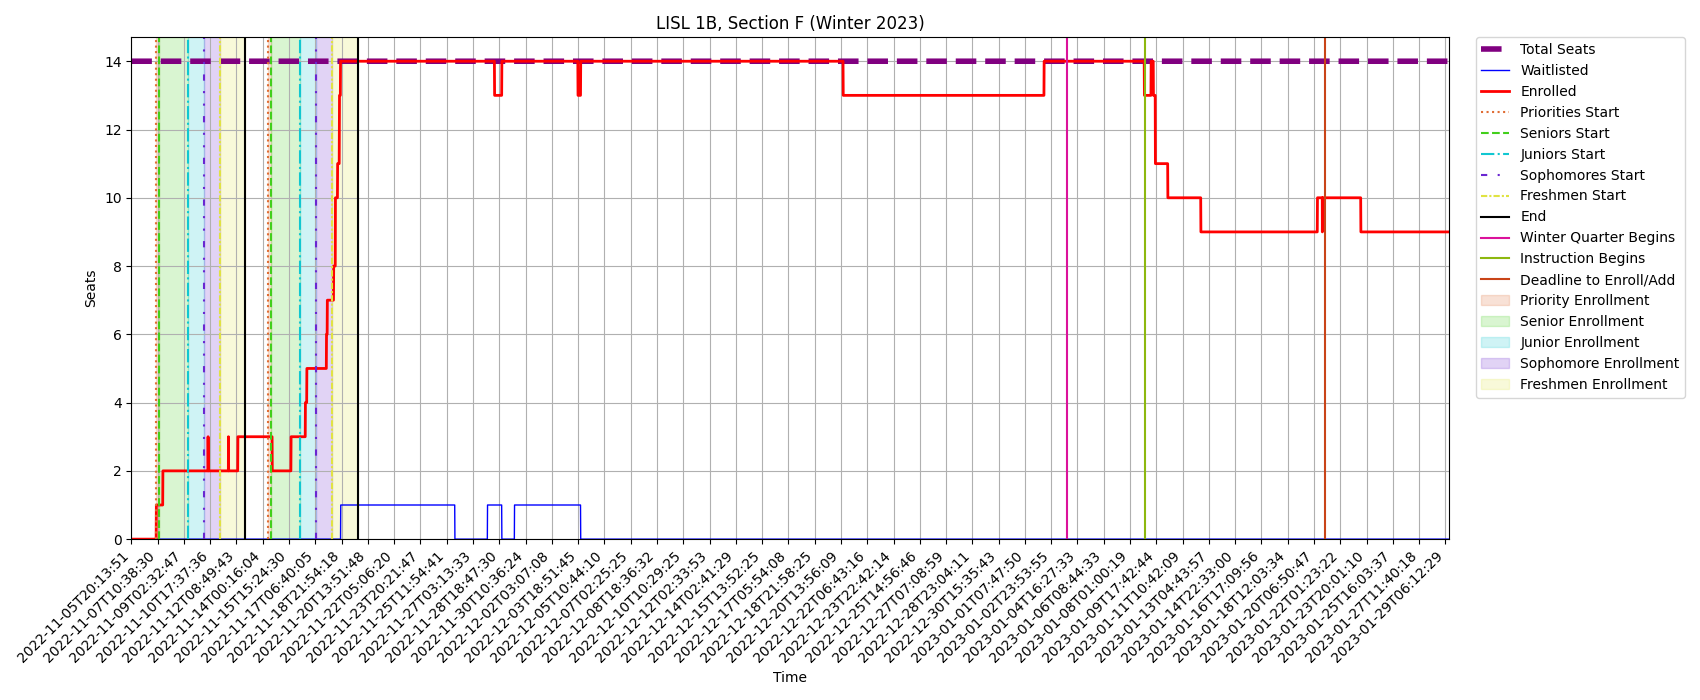 LISL 1B, Section F (Winter 2023)
Seats
14
12
10
8
6
4
2
0
2022-11-05T20:13:51
2022-11-07T10:38:30
2022-11-09T02:32:47
2022-11-10T17:37:36
2022-11-12T08:49:43
2022-11-14T00:16:04
2022-11-15T15:24:30
2022-11-17T06:40:05
2022-11-18T21:54:18
2022-11-20T13:51:48
2022-11-22T05:06:20
2022-11-23T20:21:47
2022-11-25T11:54:41
2022-11-27T03:13:33
2022-11-28T18:47:30
2022-11-30T10:36:24
2022-12-02T03:07:08
2022-12-03T18:51:45
2022-12-05T10:44:10
2022-12-07T02:25:25
2022-12-08T18:36:32
2022-12-10T10:29:25
2022-12-12T02:33:53
2022-12-14T02:41:29
2022-12-15T13:52:25
2022-12-17T05:54:08
2022-12-18T21:58:25
2022-12-20T13:56:09
2022-12-22T06:43:16
2022-12-23T22:42:14
2022-12-25T14:56:46
2022-12-27T07:08:59
2022-12-28T23:04:11
2022-12-30T15:35:43
2023-01-01T07:47:50
2023-01-02T23:53:55
2023-01-04T16:27:33
2023-01-06T08:44:33
2023-01-08T01:00:19
2023-01-09T17:42:44
2023-01-11T10:42:09
2023-01-13T04:43:57
2023-01-14T22:33:00
2023-01-16T17:09:56
2023-01-18T12:03:34
2023-01-20T06:50:47
2023-01-22T01:23:22
2023-01-23T20:01:10
2023-01-25T16:03:37
2023-01-27T11:40:18
2023-01-29T06:12:29
Time
Total Seats
Waitlisted
Enrolled
Priorities Start
Seniors Start
Juniors Start
Sophomores Start
Freshmen Start
End
Winter Quarter Begins
Instruction Begins
Deadline to Enroll/Add
Priority Enrollment
Senior Enrollment
Junior Enrollment
Sophomore Enrollment
Freshmen Enrollment